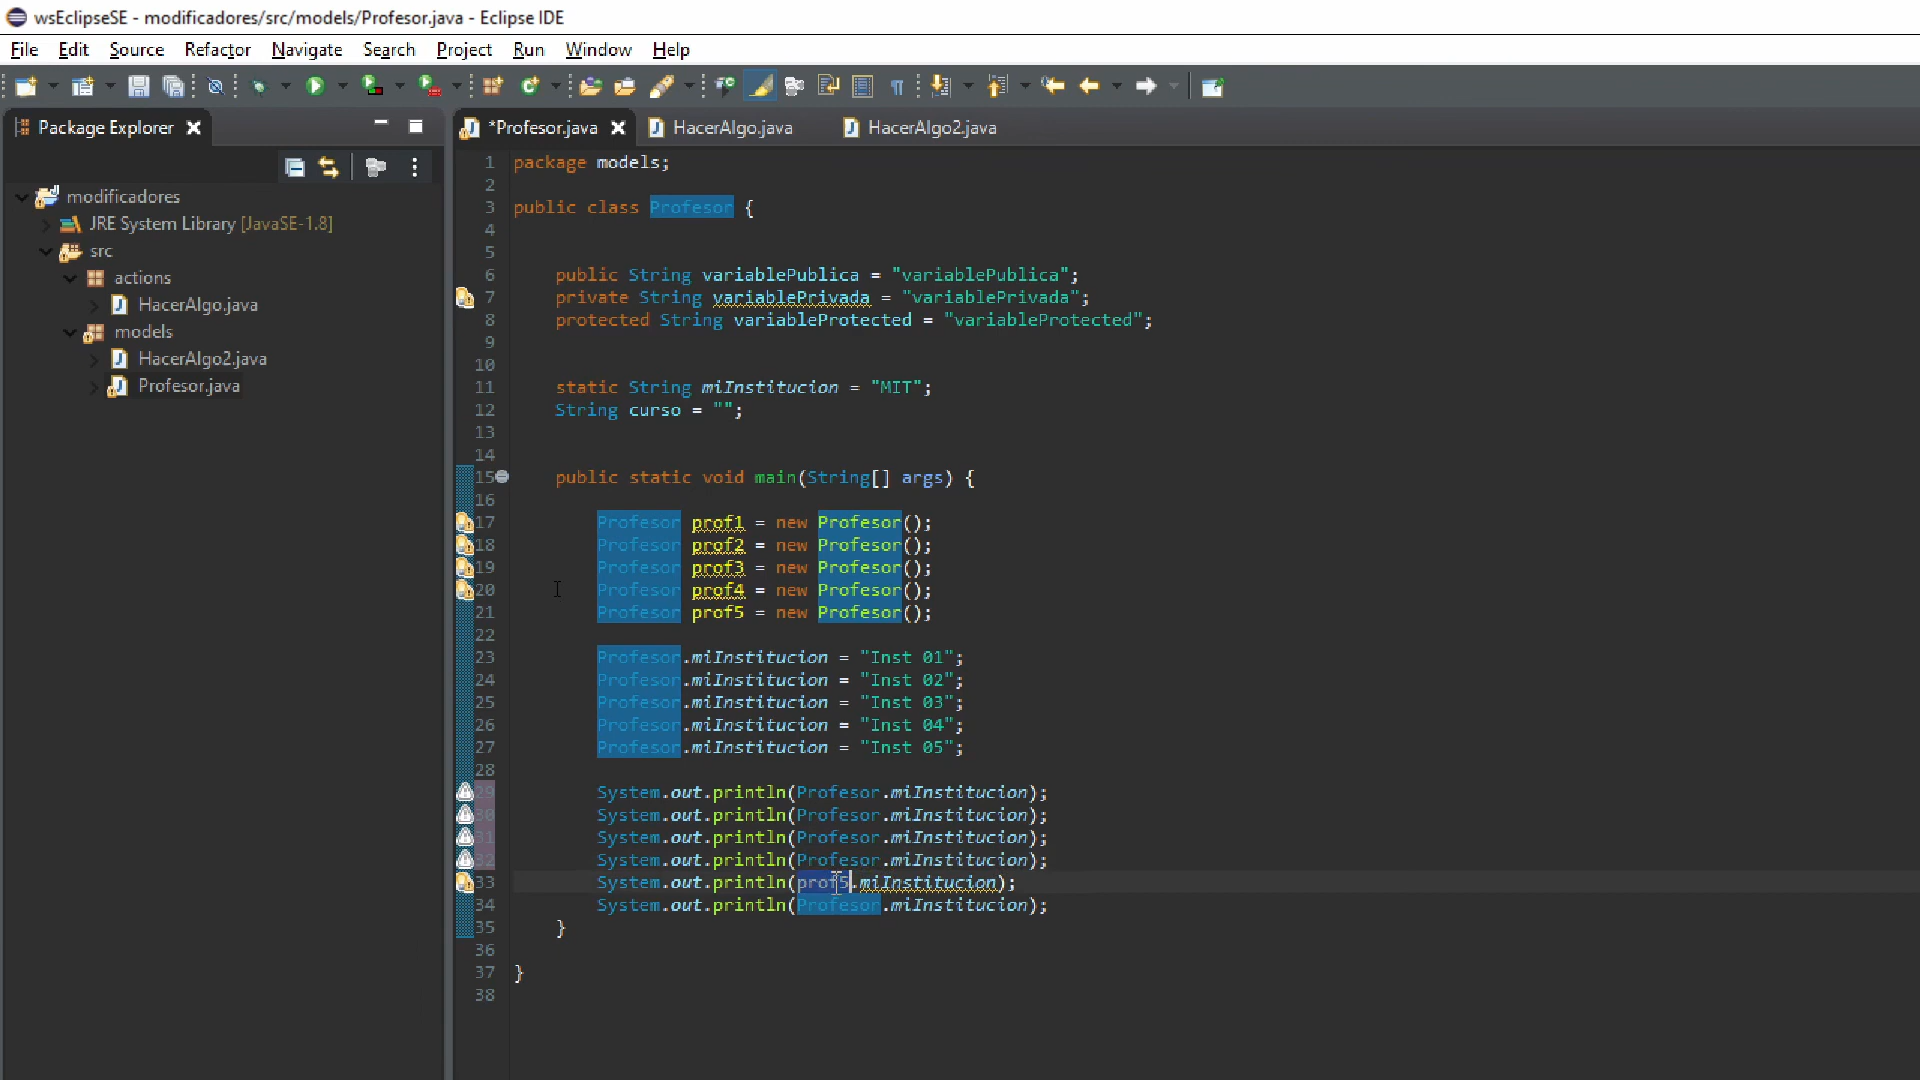 wsEclipseSE - modificadores/src/models/Profesor.java - Eclipse IDE
File Edit Source Refactor Navigate Search Project Run Window Help
Package Explorer
*Profesor.java HacerAlgo.java HacerAlgo2.java
modificadores
JRE System Library [JavaSE-1.8]
src
actions
HacerAlgo.java
models
HacerAlgo2.java
Profesor.java
1 package models;
2
3 public class Profesor {
4
5
6 public String variablePublica = "variablePublica";
7 private String variablePrivada = "variablePrivada";
8 protected String variableProtected = "variableProtected";
9
10
11 static String miInstitucion = "MIT";
12 String curso = "";
13
14
15 public static void main(String[] args) {
16
17 Profesor prof1 = new Profesor();
18 Profesor prof2 = new Profesor();
19 Profesor prof3 = new Profesor();
20 Profesor prof4 = new Profesor();
21 Profesor prof5 = new Profesor();
22
23 Profesor.miInstitucion = "Inst 01";
24 Profesor.miInstitucion = "Inst 02";
25 Profesor.miInstitucion = "Inst 03";
26 Profesor.miInstitucion = "Inst 04";
27 Profesor.miInstitucion = "Inst 05";
28
29 System.out.println(Profesor.miInstitucion);
30 System.out.println(Profesor.miInstitucion);
31 System.out.println(Profesor.miInstitucion);
32 System.out.println(Profesor.miInstitucion);
33 System.out.println(prof5.miInstitucion);
34 System.out.println(Profesor.miInstitucion);
35 }
36
37 }
38